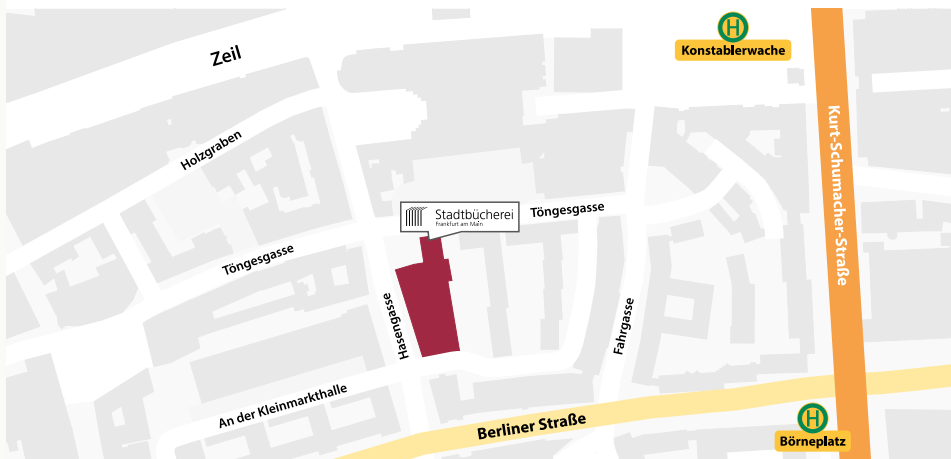 Zeil
H
Konstablerwache
Holzgraben
Kurt-Schumacher-Straße
Stadtbücherei
Frankfurt am Main
Töngesgasse
Töngesgasse
Hasengasse
Fahrgasse
An der Kleinmarkthalle
Berliner Straße
H
Börneplatz